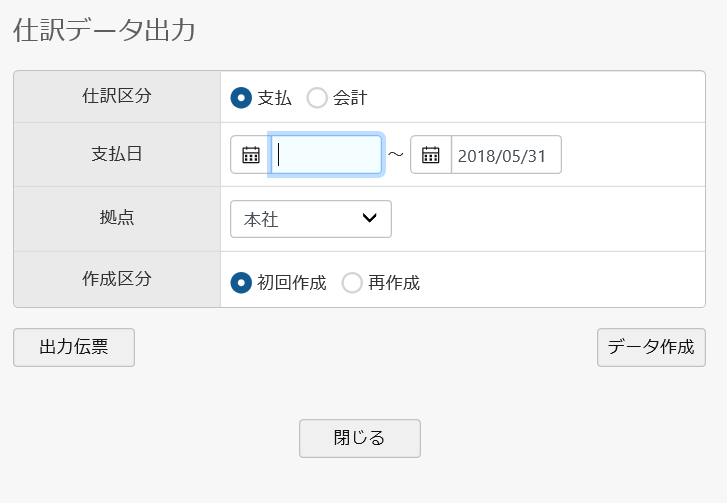 仕訳データ出力
仕訳区分 支払 会計
支払日 ～ 2018/05/31
拠点 本社
作成区分 初回作成 再作成
出力伝票 データ作成
閉じる